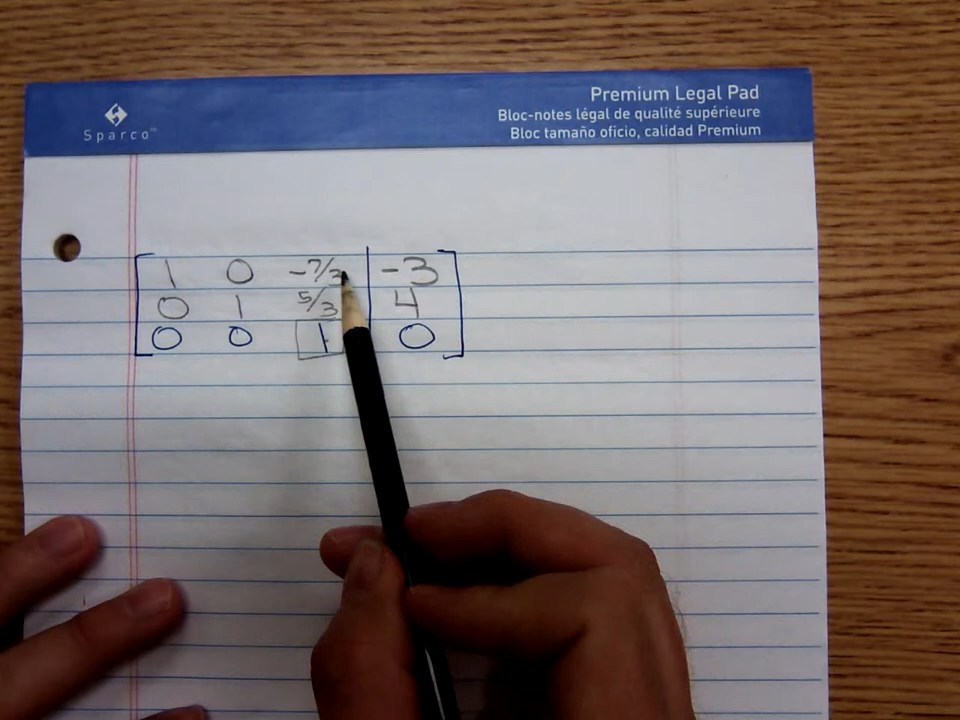 Premium Legal Pad
Sparco™
Bloc-notes légal de qualité supérieure
Bloc tamaño oficio, calidad Premium
1 0 -7/3 -3
0 1 5/3 4
0 0 1 0